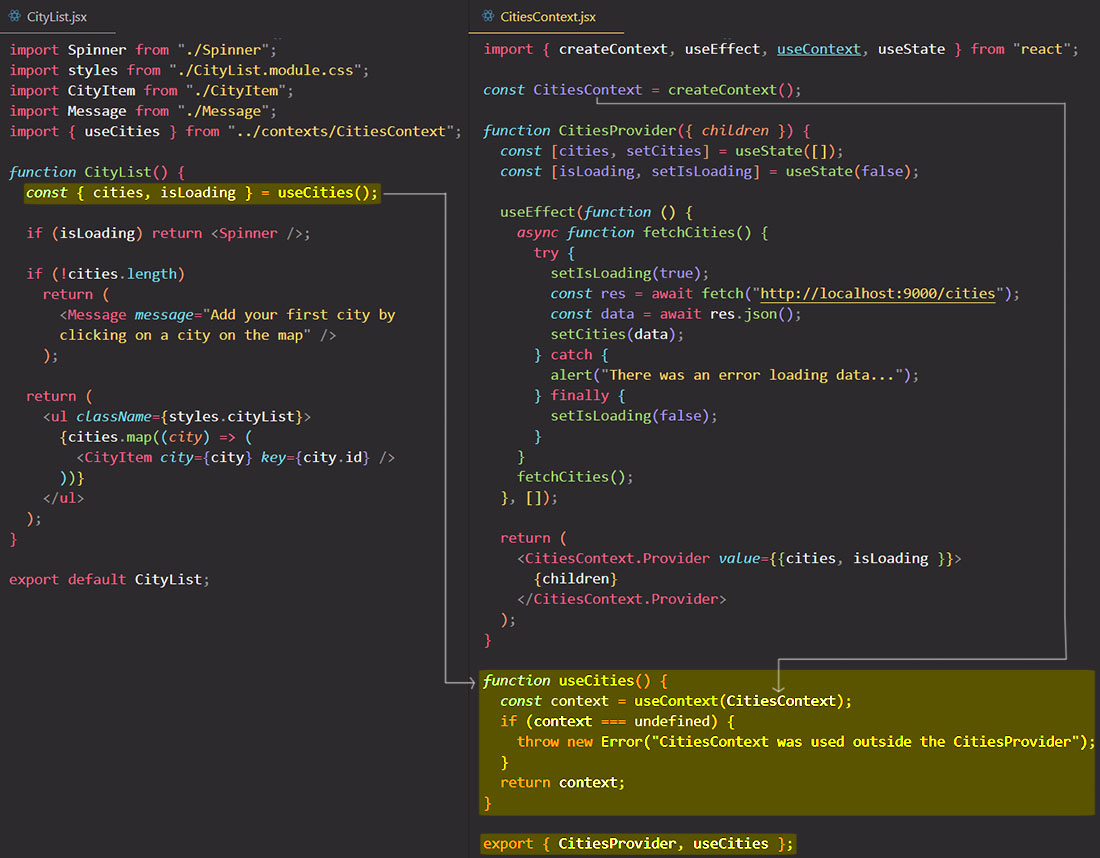 CityList.jsx
import Spinner from "./Spinner";
import styles from "./CityList.module.css";
import CityItem from "./CityItem";
import Message from "./Message";
import { useCities } from "../contexts/CitiesContext";
function CityList() {
const { cities, isLoading } = useCities();
if (isLoading) return <Spinner />;
if (!cities.length)
return (
<Message message="Add your first city by
clicking on a city on the map" />
);
return (
<ul className={styles.cityList}>
{cities.map((city) => (
<CityItem city={city} key={city.id} />
))}
</ul>
);
}
export default CityList;
CitiesContext.jsx
import { createContext, useEffect, useContext, useState } from "react";
const CitiesContext = createContext();
function CitiesProvider({ children }) {
const [cities, setCities] = useState([]);
const [isLoading, setIsLoading] = useState(false);
useEffect(function () {
async function fetchCities() {
try {
setIsLoading(true);
const res = await fetch("http://localhost:9000/cities");
const data = await res.json();
setCities(data);
} catch {
alert("There was an error loading data...");
} finally {
setIsLoading(false);
}
}
fetchCities();
}, []);
return (
<CitiesContext.Provider value={{cities, isLoading }}>
{children}
</CitiesContext.Provider>
);
}
function useCities() {
const context = useContext(CitiesContext);
if (context === undefined) {
throw new Error("CitiesContext was used outside the CitiesProvider");
}
return context;
}
export { CitiesProvider, useCities };